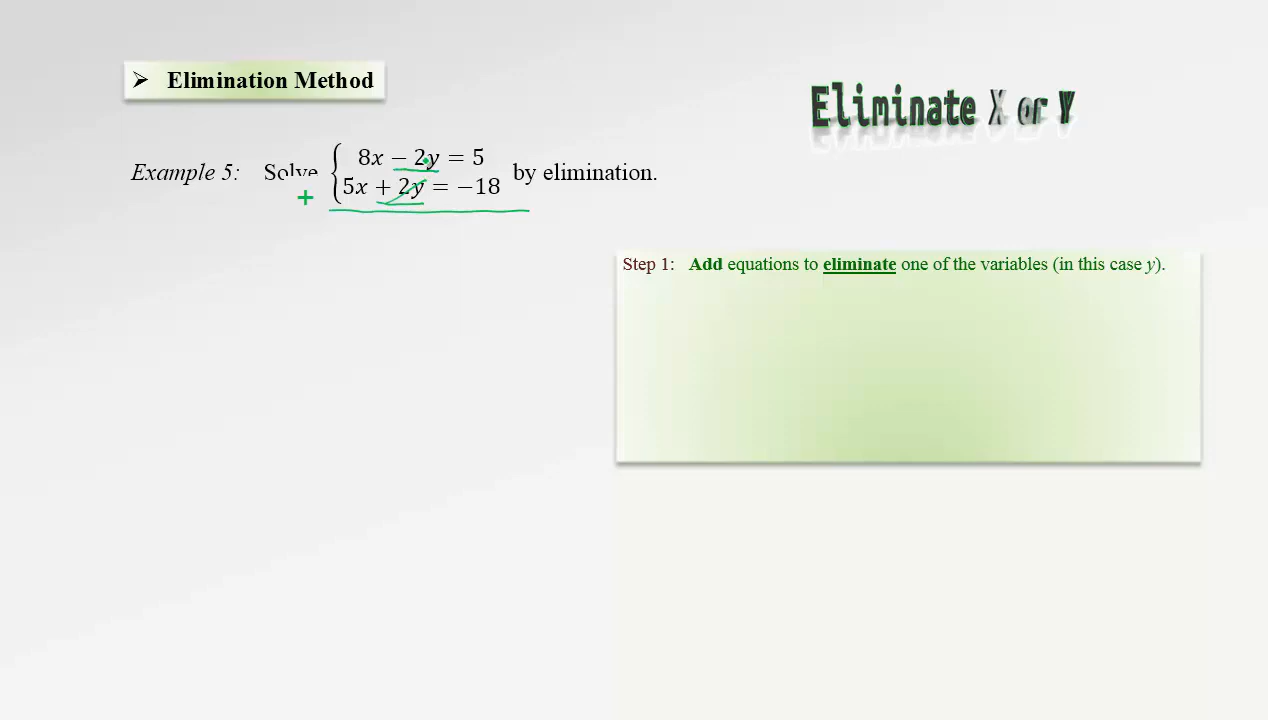 ➢ Elimination Method
Eliminate X or Y
Example 5: Solve { 8x − 2y = 5
+ 5x + 2y = −18 by elimination.
Step 1: Add equations to eliminate one of the variables (in this case y).